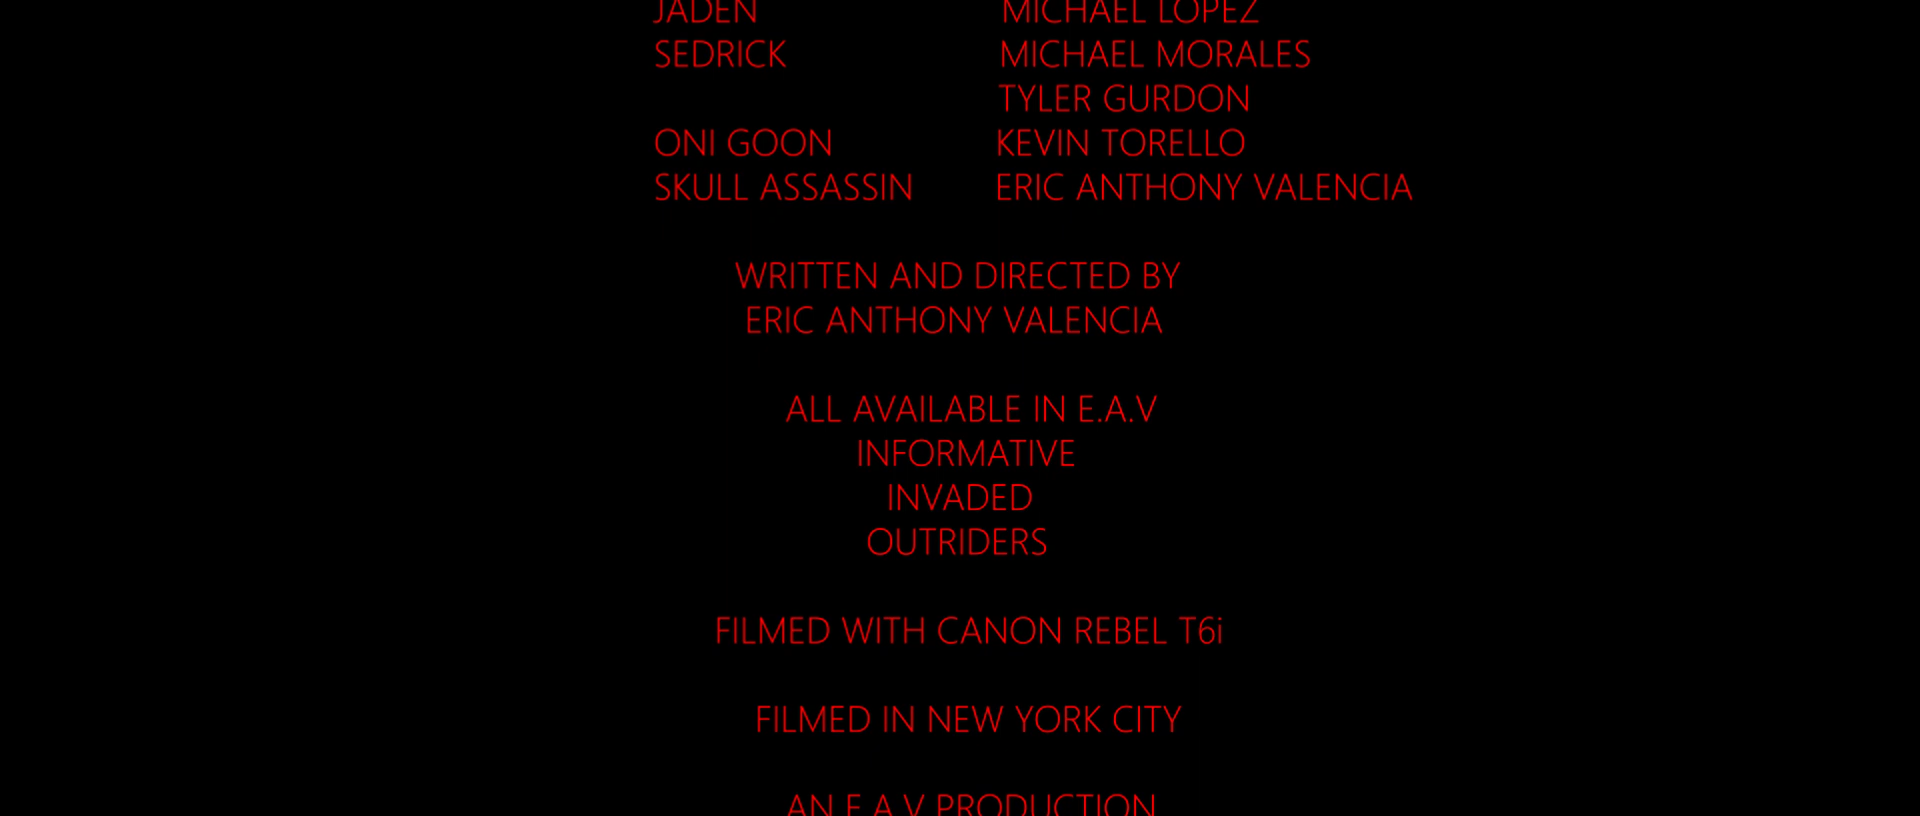 JADEN MICHAEL LOPEZ
SEDRICK MICHAEL MORALES
TYLER GURDON
ONI GOON KEVIN TORELLO
SKULL ASSASSIN ERIC ANTHONY VALENCIA
WRITTEN AND DIRECTED BY
ERIC ANTHONY VALENCIA
ALL AVAILABLE IN E.A.V
INFORMATIVE
INVADED
OUTRIDERS
FILMED WITH CANON REBEL T6i
FILMED IN NEW YORK CITY
AN E.A.V PRODUCTION